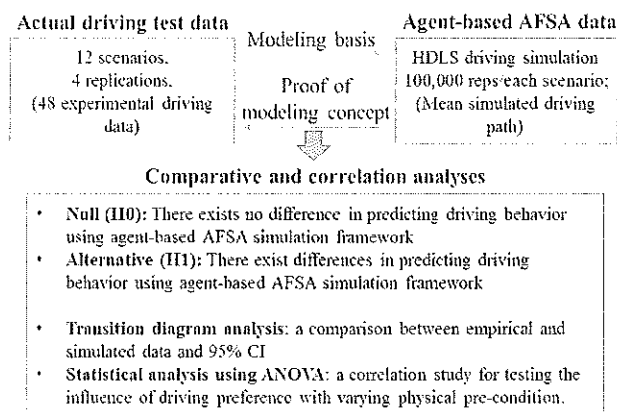 Actual driving test data
12 scenarios.
4 replications.
(48 experimental driving
data)
Modeling basis
Proof of
modeling concept
Agent-based AFSA data
HDLS driving simulation
100,000 reps/each scenario;
(Mean simulated driving
path)
Comparative and correlation analyses
• Null (H0): There exists no difference in predicting driving behavior
using agent-based AFSA simulation framework
• Alternative (H1): There exist differences in predicting driving
behavior using agent-based AFSA simulation framework
• Transition diagram analysis: a comparison between empirical and
simulated data and 95% CI
• Statistical analysis using ANOVA: a correlation study for testing the
influence of driving preference with varying physical pre-condition.